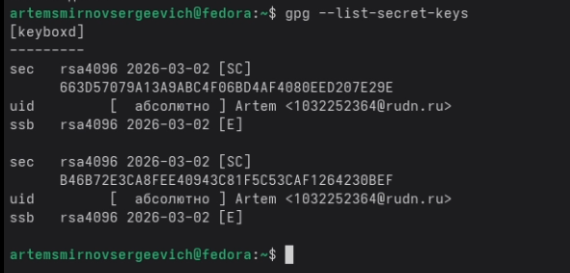 artemsmirnovsergeevich@fedora:~$ gpg --list-secret-keys
[keyboxd]
---------
sec   rsa4096 2026-03-02 [SC]
      663D57079A13A9ABC4F06BD4AF4080EED207E29E
uid         [  абсолютно ] Artem <1032252364@rudn.ru>
ssb   rsa4096 2026-03-02 [E]

sec   rsa4096 2026-03-02 [SC]
      B46B72E3CA8FEE40943C81F5C53CAF1264230BEF
uid         [  абсолютно ] Artem <1032252364@rudn.ru>
ssb   rsa4096 2026-03-02 [E]

artemsmirnovsergeevich@fedora:~$